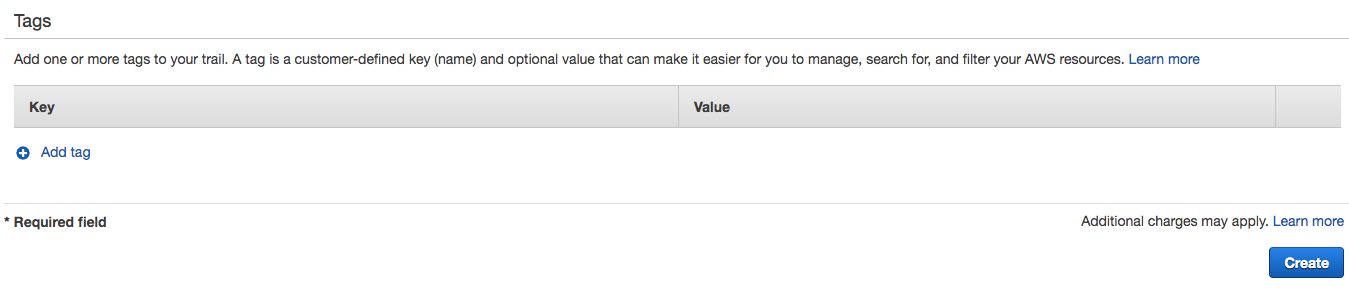 Tags
Add one or more tags to your trail. A tag is a customer-defined key (name) and optional value that can make it easier for you to manage, search for, and filter your AWS resources. Learn more
Key Value
Add tag
* Required field Additional charges may apply. Learn more
Create